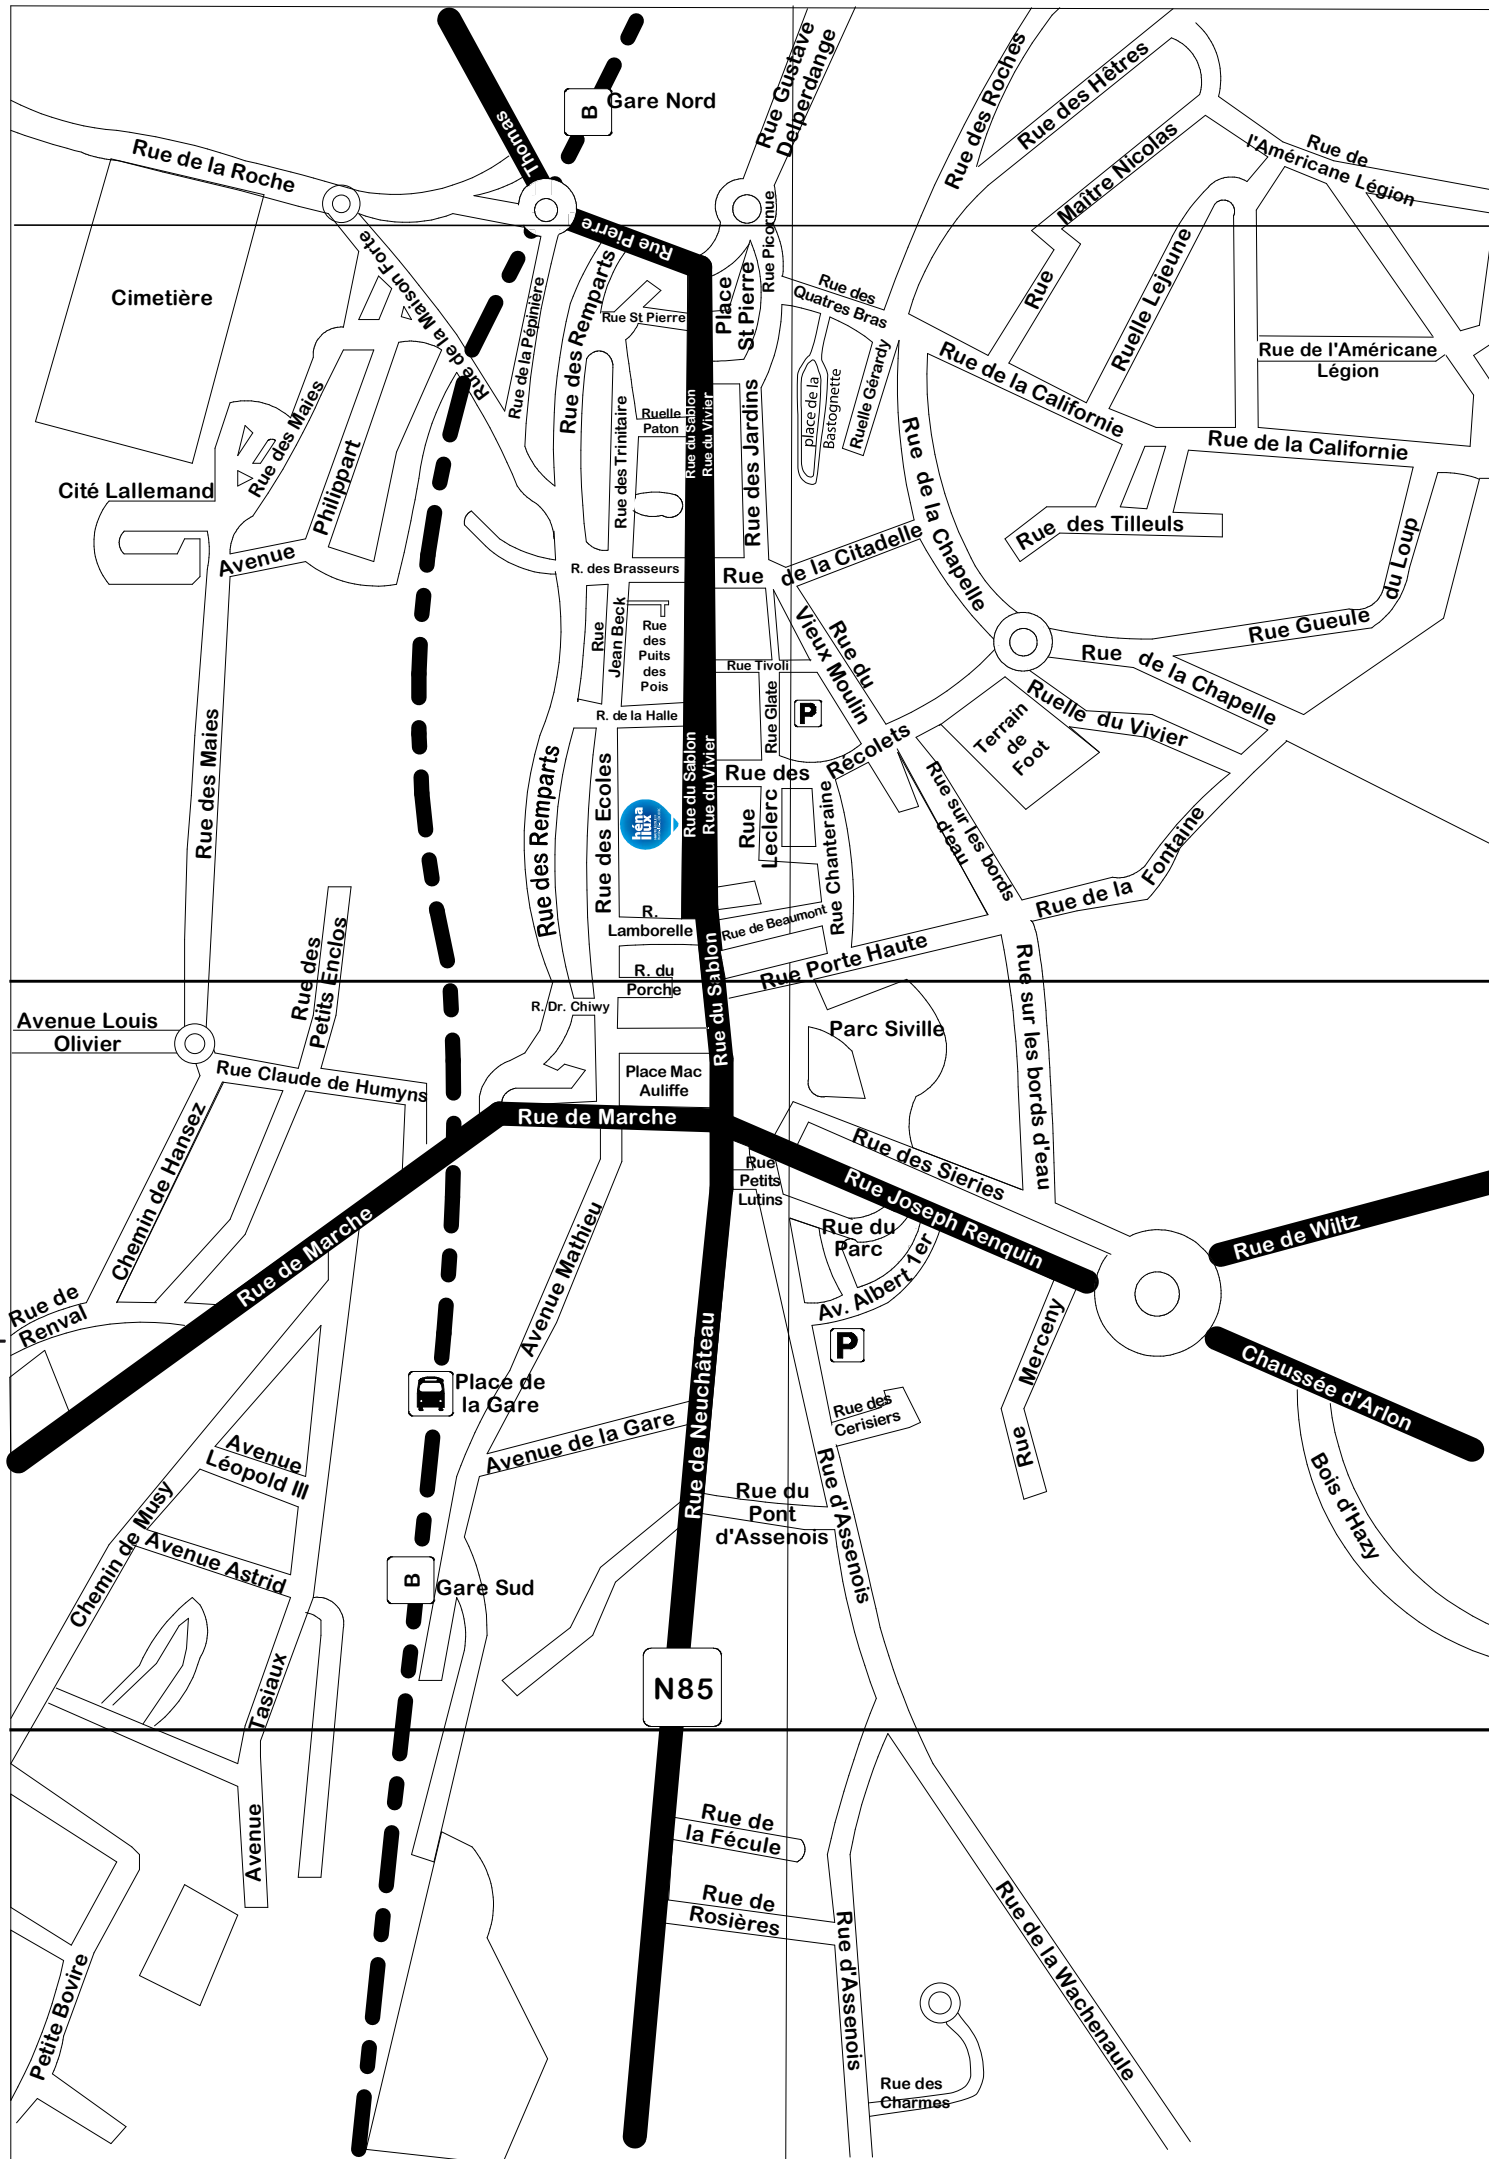 Thomas
B
Gare Nord
Rue Gustave
Delperdange
Rue des Roches
Rue des Hêtres
Maître Nicolas
Rue
Rue de
l'Américane Légion
Rue de la Roche
Rue Pierre
Rue Picornue
Cimetière
Rue de la Maison Forte
Rue de la Pépinière
Rue des Remparts
Rue St Pierre
Place
St Pierre
Rue des
Quatres Bras
Ruelle Lejeune
Rue de l'Américane
Légion
Rue de la Californie
Rue de la Californie
Ruelle Gérardy
place de la
Bastognette
Rue des Jardins
Rue du Sablon
Rue du Vivier
Ruelle
Paton
Rue des Trinitaire
Rue des Maies
Philippart
Avenue
Cité Lallemand
Rue de la Chapelle
Rue des Tilleuls
du Loup
Rue Gueule
R. des Brasseurs
Rue de la Citadelle
Rue
Jean Beck
Rue
des
Puits
des
Pois
Rue du
Vieux Moulin
Rue Tivoli
Rue Glate
P
Rue de la Chapelle
Ruelle du Vivier
Terrain
de
Foot
R. de la Halle
Rue des Maies
Rue des Remparts
Rue des Ecoles
héna
llux
Rue du Sablon
Rue du Vivier
Rue des Récolets
Rue
Leclerc
Rue Chanteraine
Rue sur les bords
d'eau
Rue de la Fontaine
R.
Lamborelle
Rue de Beaumont
Rue Porte Haute
Rue des
Petits Enclos
R. du
Porche
R. Dr. Chiwy
Rue du Sablon
Rue sur les bords d'eau
Avenue Louis
Olivier
Parc Siville
Rue Claude de Humyns
Place Mac
Auliffe
Chemin de Hansez
Rue de Marche
Rue de Marche
Rue des Sieries
Rue
Petits
Lutins
Rue Joseph Renquin
Rue de Wiltz
Rue du
Parc
Av. Albert 1er
P
Rue de
Renval
Avenue Mathieu
Merceny
Rue
Chaussée d'Arlon
Place de
la Gare
Rue de Neuchâteau
Rue des
Cerisiers
Avenue de la Gare
Avenue
Léopold III
Chemin de Musy
Avenue Astrid
Rue du
Pont
d'Assenois
Rue d'Assenois
Bois d'Hazy
B
Gare Sud
Tasiaux
Avenue
N85
Rue de
la Fécule
Rue de
Rosières
Rue d'Assenois
Rue de la Wachenaule
Petite Bovire
Rue des
Charmes